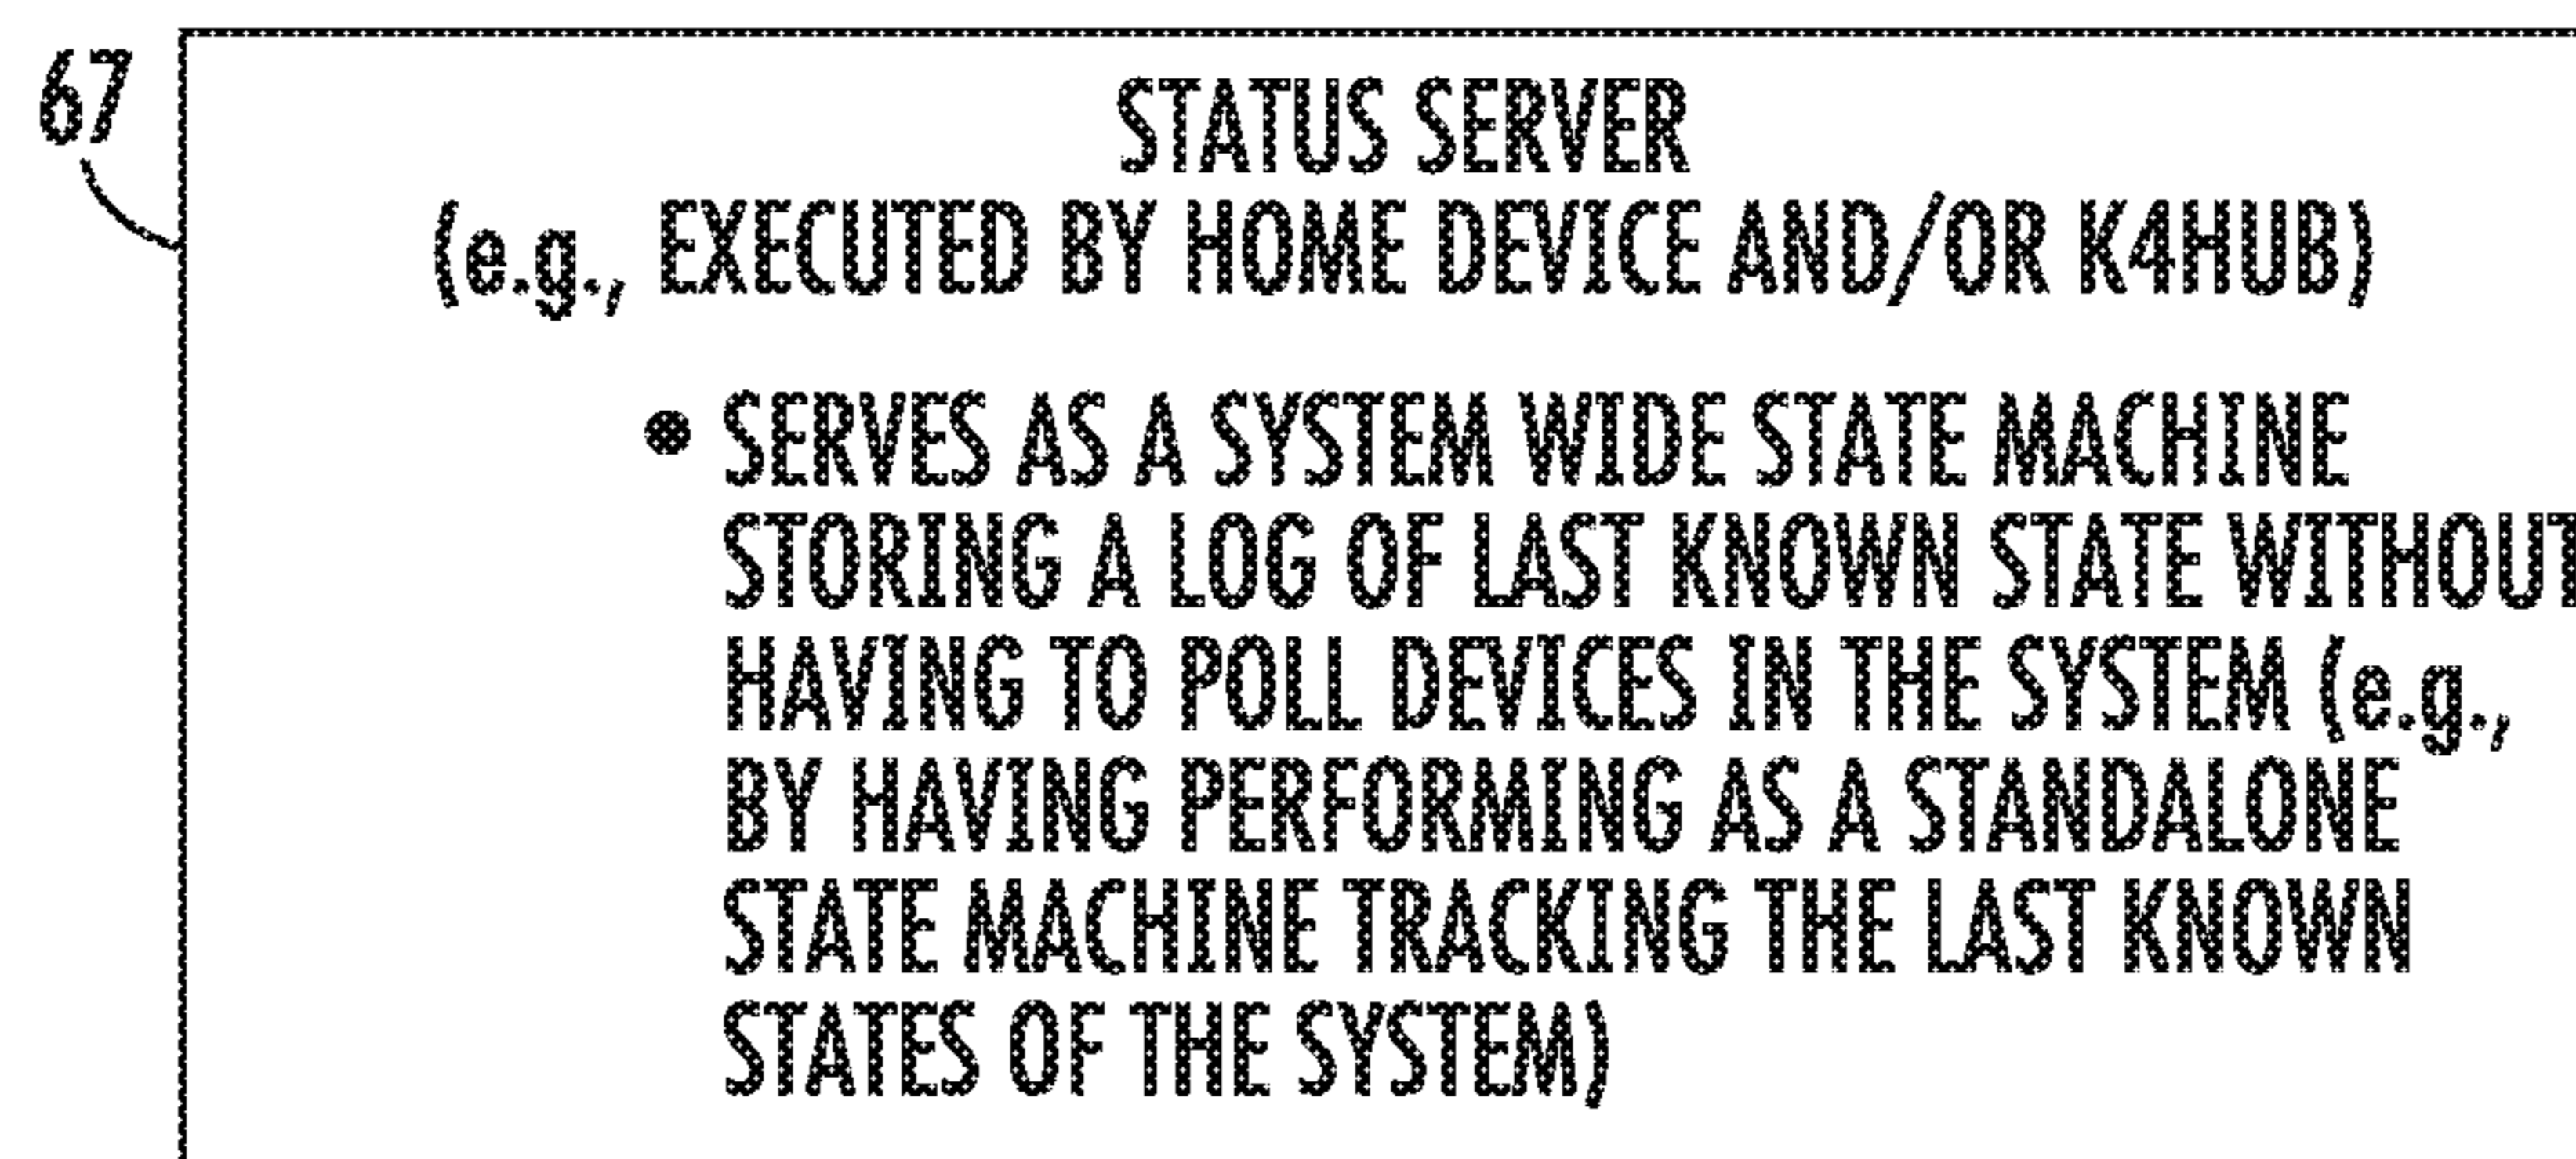 67
STATUS SERVER
(e.g., EXECUTED BY HOME DEVICE AND/OR K4HUB)
• SERVES AS A SYSTEM WIDE STATE MACHINE
STORING A LOG OF LAST KNOWN STATE WITHOUT
HAVING TO POLL DEVICES IN THE SYSTEM (e.g.,
BY HAVING PERFORMING AS A STANDALONE
STATE MACHINE TRACKING THE LAST KNOWN
STATES OF THE SYSTEM)